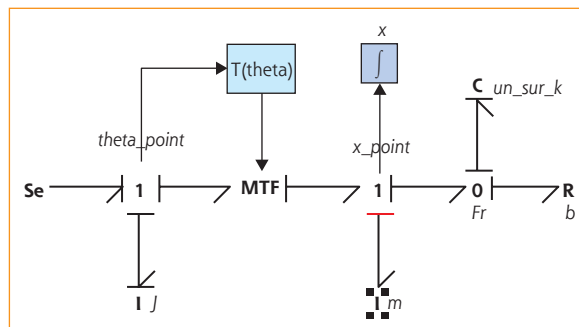 x
∫
T(theta)
C un_sur_k
theta_point
x_point
Se 1 MTF 1 0 R
Fr b
I J
I m